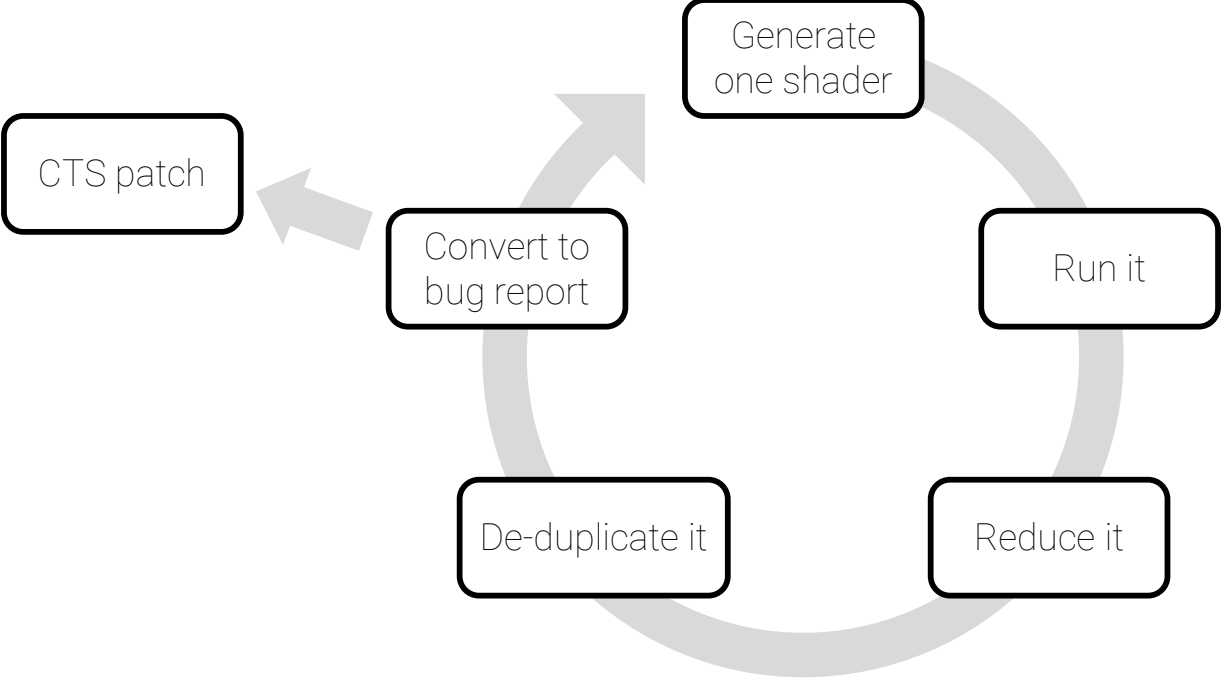 Generate
one shader
CTS patch
Convert to
bug report
Run it
De-duplicate it
Reduce it